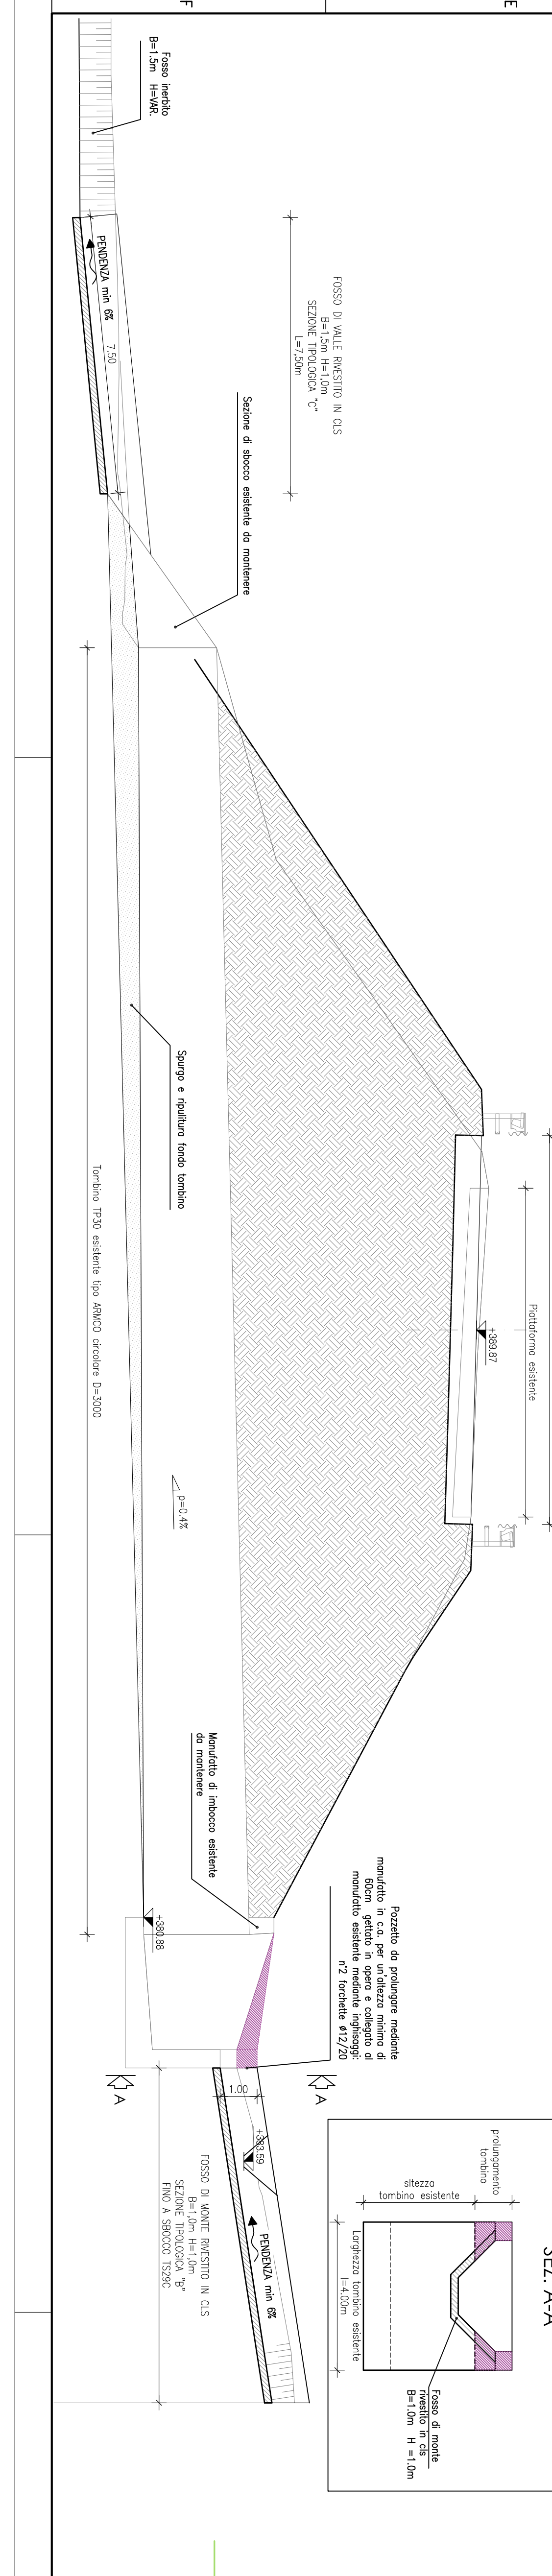 F
E
Fosso inerbito
B=1.5m H=VAR.
PENDENZA min 6%
7.50
FOSSO DI VALLE RIVESTITO IN CLS
B=1,5m H=1,0m
SEZIONE TIPOLOGICA "C"
L=7,50m
Sezione di sbocco esistente da mantenere
Spurgo e ripulitura fondo tombino
Tombino TP30 esistente tipo ARMCO circolare D=3000
Piattaforma esistente
+389.87
p=0.4%
Manufatto di imbocco esistente
da mantenere
+380.88
Pozzetto da prolungare mediante
manufatto in c.a. per un'altezza minima di
60cm gettato in opera e collegato al
manufatto esistente mediante inghisaggi:
n°2 forchette ø12/20
A
A
1.00
+383.59
PENDENZA min 6%
FOSSO DI MONTE RIVESTITO IN CLS
B=1,0m H=1,0m
SEZIONE TIPOLOGICA "B"
FINO A SBOCCO TS29C
SEZ. A-A
prolungamento
tombino
sltezza
tombino esistente
Larghezza tombino esistente
l=4.00m
Fosso di monte
rivestito in cls
B=1.0m H =1.0m